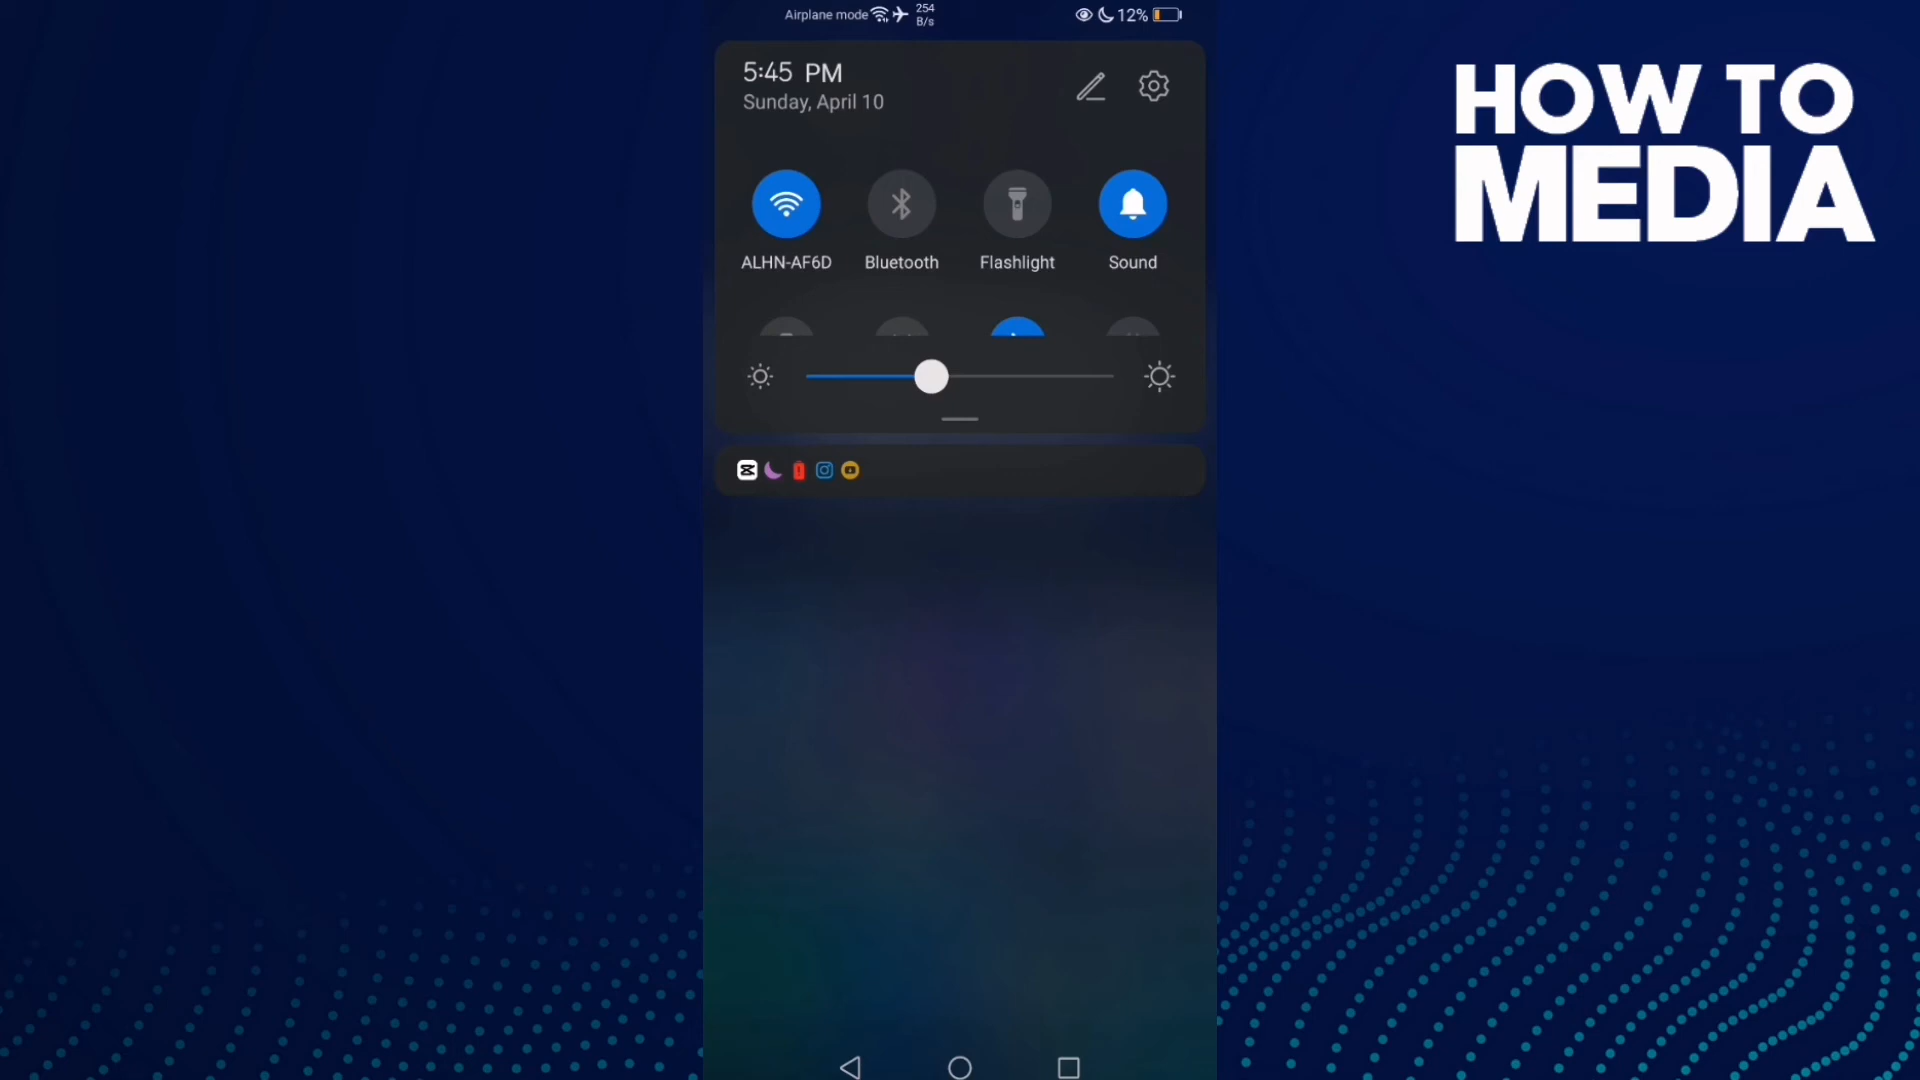 Airplane mode 254 B/s 12%
5:45 PM
Sunday, April 10
ALHN-AF6D Bluetooth Flashlight Sound
HOW TO
MEDIA